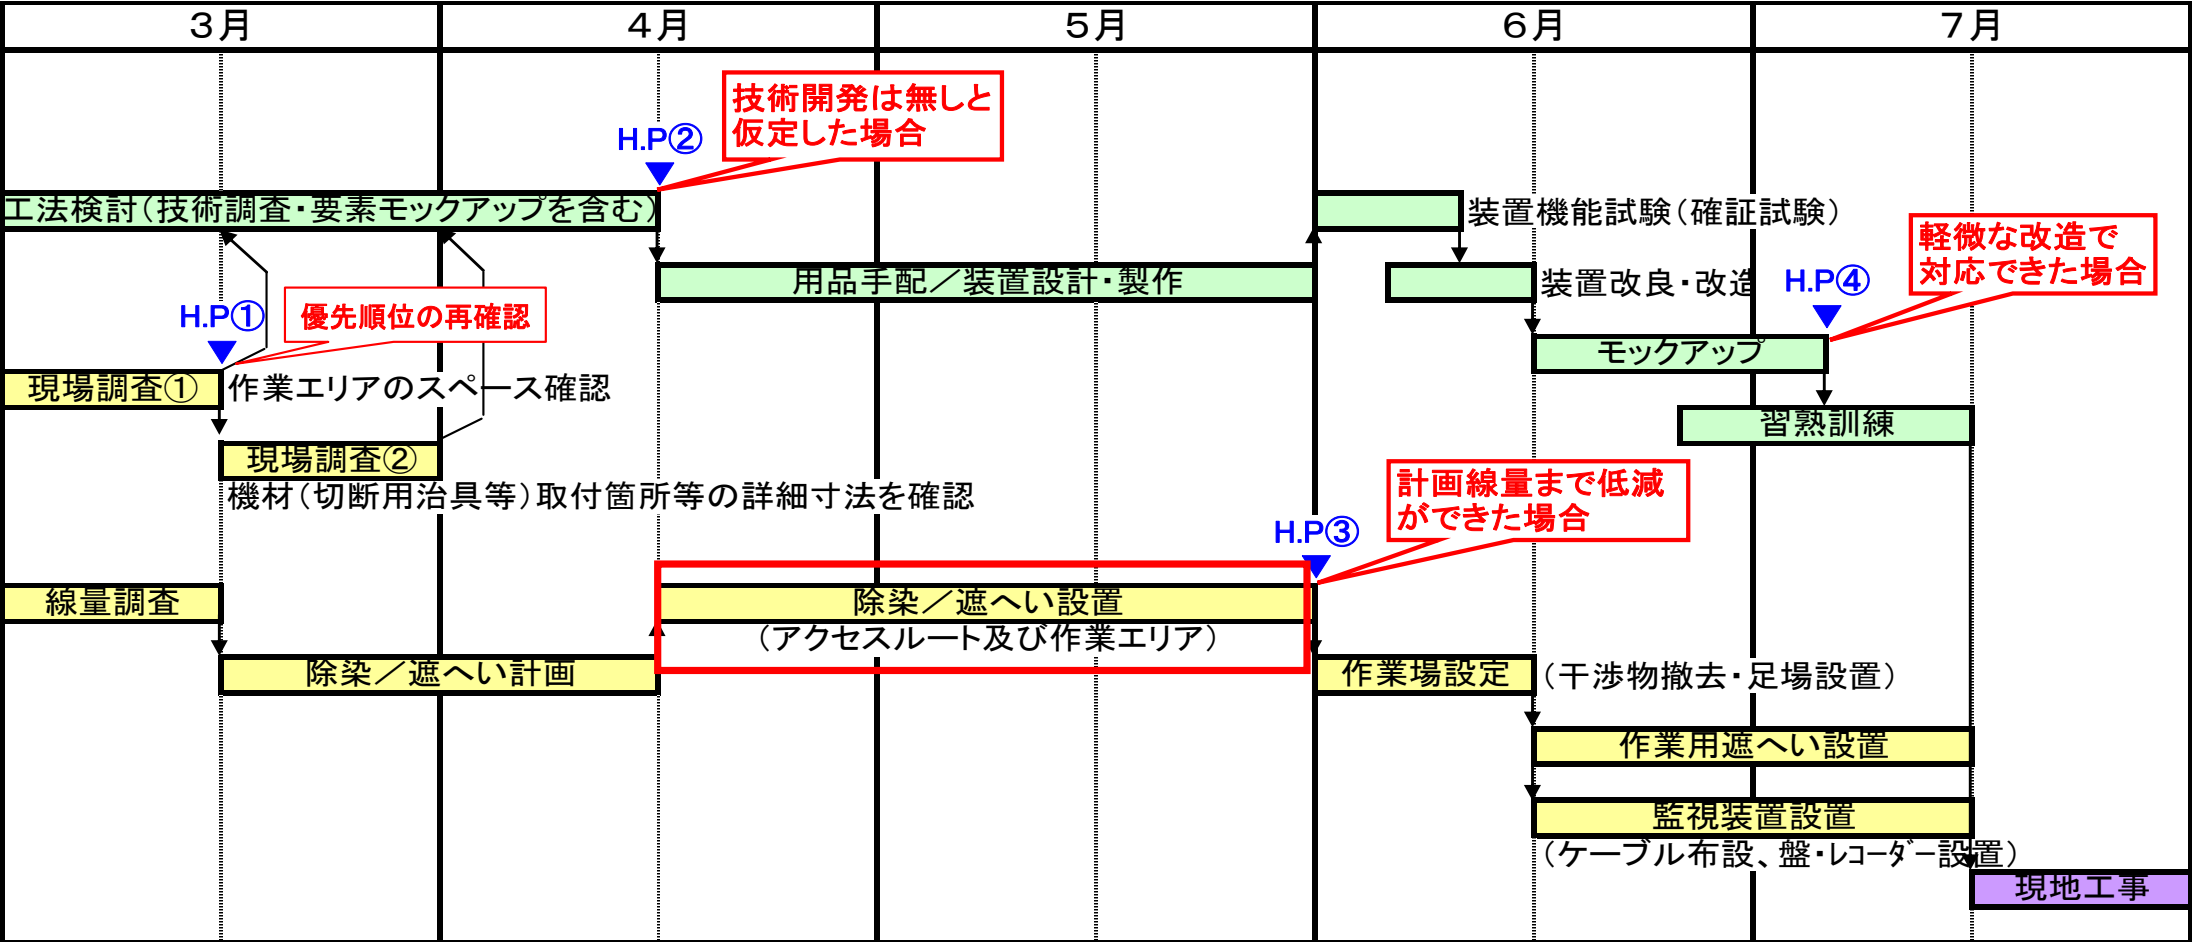 ３月
４月
５月
６月
７月
技術開発は無しと
仮定した場合
H.P②
工法検討（技術調査・要素モックアップを含む）
装置機能試験（確証試験）
軽微な改造で
対応できた場合
用品手配／装置設計・製作
装置改良・改造
H.P④
H.P①
優先順位の再確認
モックアップ
現場調査①
作業エリアのスペース確認
習熟訓練
現場調査②
機材（切断用治具等）取付箇所等の詳細寸法を確認
計画線量まで低減
ができた場合
H.P③
線量調査
除染／遮へい設置
（アクセスルート及び作業エリア）
除染／遮へい計画
作業場設定
（干渉物撤去・足場設置）
作業用遮へい設置
監視装置設置
（ケーブル布設、盤・ﾚｺｰﾀﾞｰ設置）
現地工事